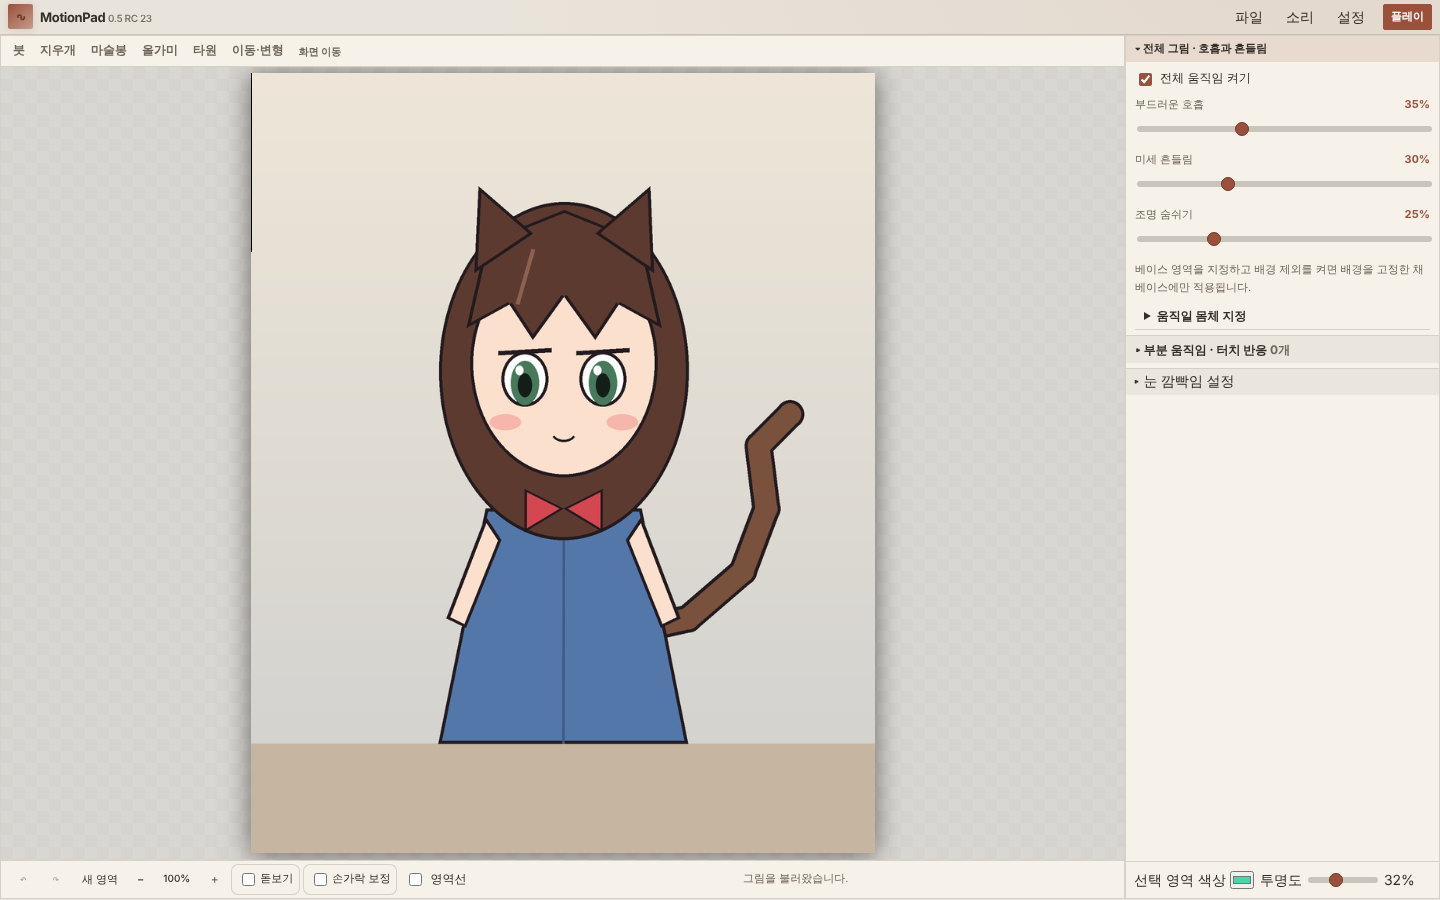 MotionPad 0.5 RC 23
파일 소리 설정 플레이
붓 지우개 마술봉 올가미 타원 이동·변형 화면 이동
전체 그림 · 호흡과 흔들림
전체 움직임 켜기
부드러운 호흡 35%
미세 흔들림 30%
조명 숨쉬기 25%
베이스 영역을 지정하고 배경 제외를 켜면 배경을 고정한 채
베이스에만 적용됩니다.
움직일 몸체 지정
부분 움직임 · 터치 반응 0개
눈 깜빡임 설정
새 영역 − 100% + 돋보기 손가락 보정 영역선 그림을 불러왔습니다.
선택 영역 색상 투명도 32%